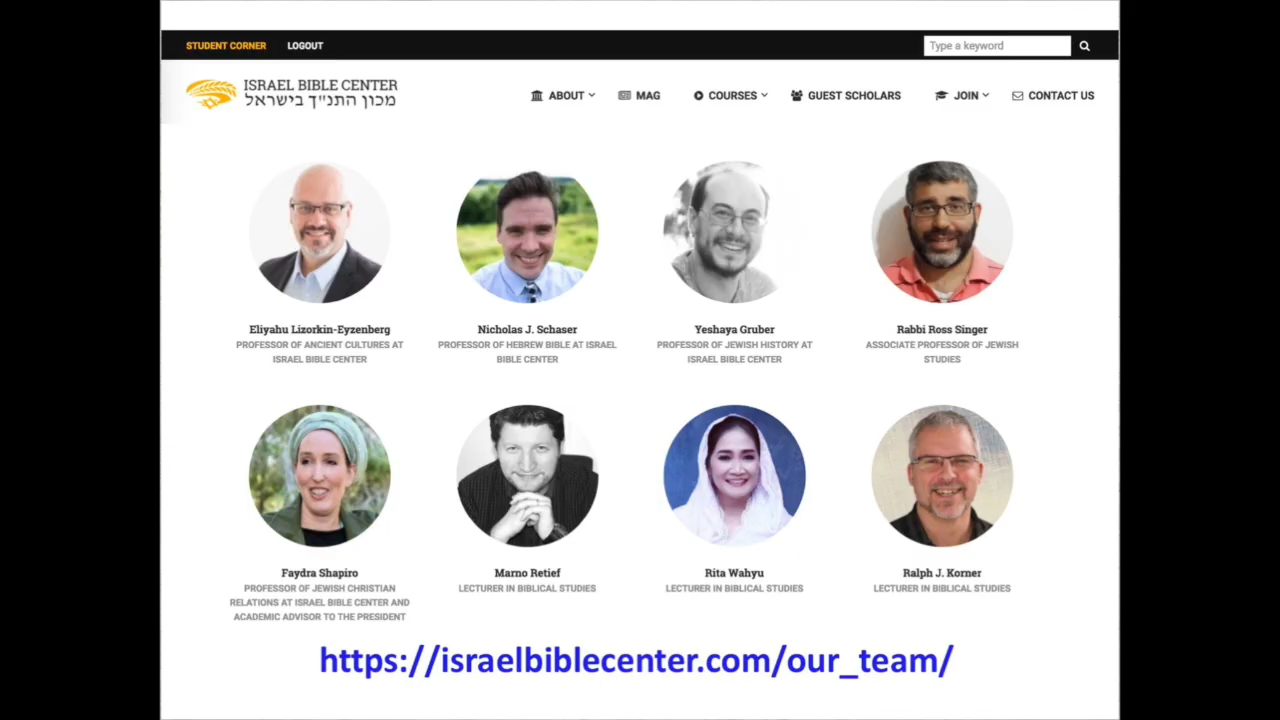 STUDENT CORNER LOGOUT Type a keyword
ISRAEL BIBLE CENTER
מכון התנ"ך בישראל
ABOUT MAG COURSES GUEST SCHOLARS JOIN CONTACT US
Eliyahu Lizorkin-Eyzenberg
PROFESSOR OF ANCIENT CULTURES AT
ISRAEL BIBLE CENTER
Nicholas J. Schaser
PROFESSOR OF HEBREW BIBLE AT ISRAEL
BIBLE CENTER
Yeshaya Gruber
PROFESSOR OF JEWISH HISTORY AT
ISRAEL BIBLE CENTER
Rabbi Ross Singer
ASSOCIATE PROFESSOR OF JEWISH
STUDIES
Faydra Shapiro
PROFESSOR OF JEWISH CHRISTIAN
RELATIONS AT ISRAEL BIBLE CENTER AND
ACADEMIC ADVISOR TO THE PRESIDENT
Marno Retief
LECTURER IN BIBLICAL STUDIES
Rita Wahyu
LECTURER IN BIBLICAL STUDIES
Ralph J. Korner
LECTURER IN BIBLICAL STUDIES
https://israelbiblecenter.com/our_team/